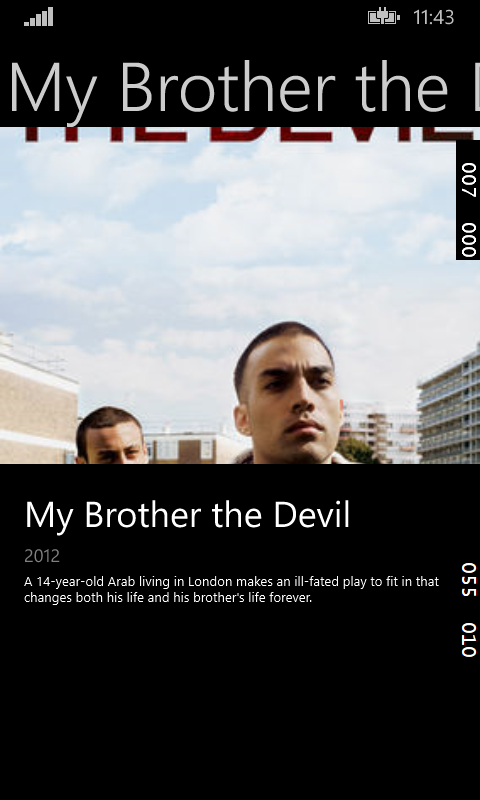 11:43
My Brother the D
THE DEVIL
007 000
My Brother the Devil
2012
A 14-year-old Arab living in London makes an ill-fated play to fit in that
changes both his life and his brother's life forever.
055 010